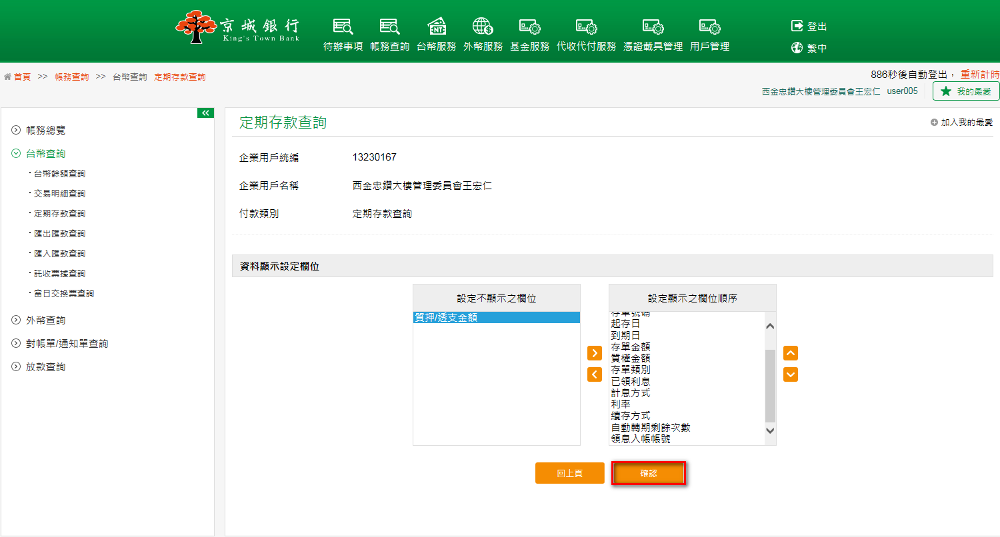 京城銀行
King's Town Bank
待辦事項 帳務查詢 台幣服務 外幣服務 基金服務 代收代付服務 憑證載具管理 用戶管理
登出
繁中
首頁 >> 帳務查詢 >> 台幣查詢 定期存款查詢
886秒後自動登出， 重新計時
西金忠鑽大樓管理委員會王宏仁 user005
我的最愛
帳務總覽
台幣查詢
台幣餘額查詢
交易明細查詢
定期存款查詢
匯出匯款查詢
匯入匯款查詢
託收票據查詢
當日交換票查詢
外幣查詢
對帳單/通知單查詢
放款查詢
定期存款查詢
加入我的最愛
企業用戶統編 13230167
企業用戶名稱 西金忠鑽大樓管理委員會王宏仁
付款類別 定期存款查詢
資料顯示設定欄位
設定不顯示之欄位
質押/透支金額
設定顯示之欄位順序
存單號碼
起存日
到期日
存單金額
質權金額
存單類別
已領利息
計息方式
利率
續存方式
自動轉期剩餘次數
領息入帳帳號
回上頁
確認